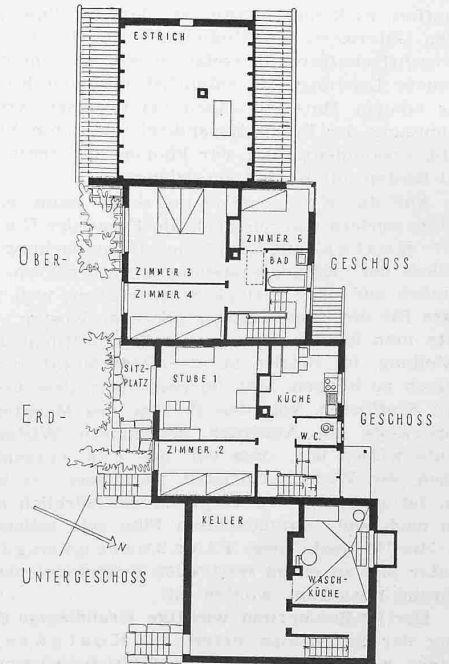 ESTRICH
ZIMMER 5
BAD
OBER-
GESCHOSS
ZIMMER 3
ZIMMER 4
SITZ-
PLATZ
STUBE 1
KÜCHE
ERD-
GESCHOSS
W.C.
ZIMMER 2
N
KELLER
UNTERGESCHOSS
WASCH-
KÜCHE